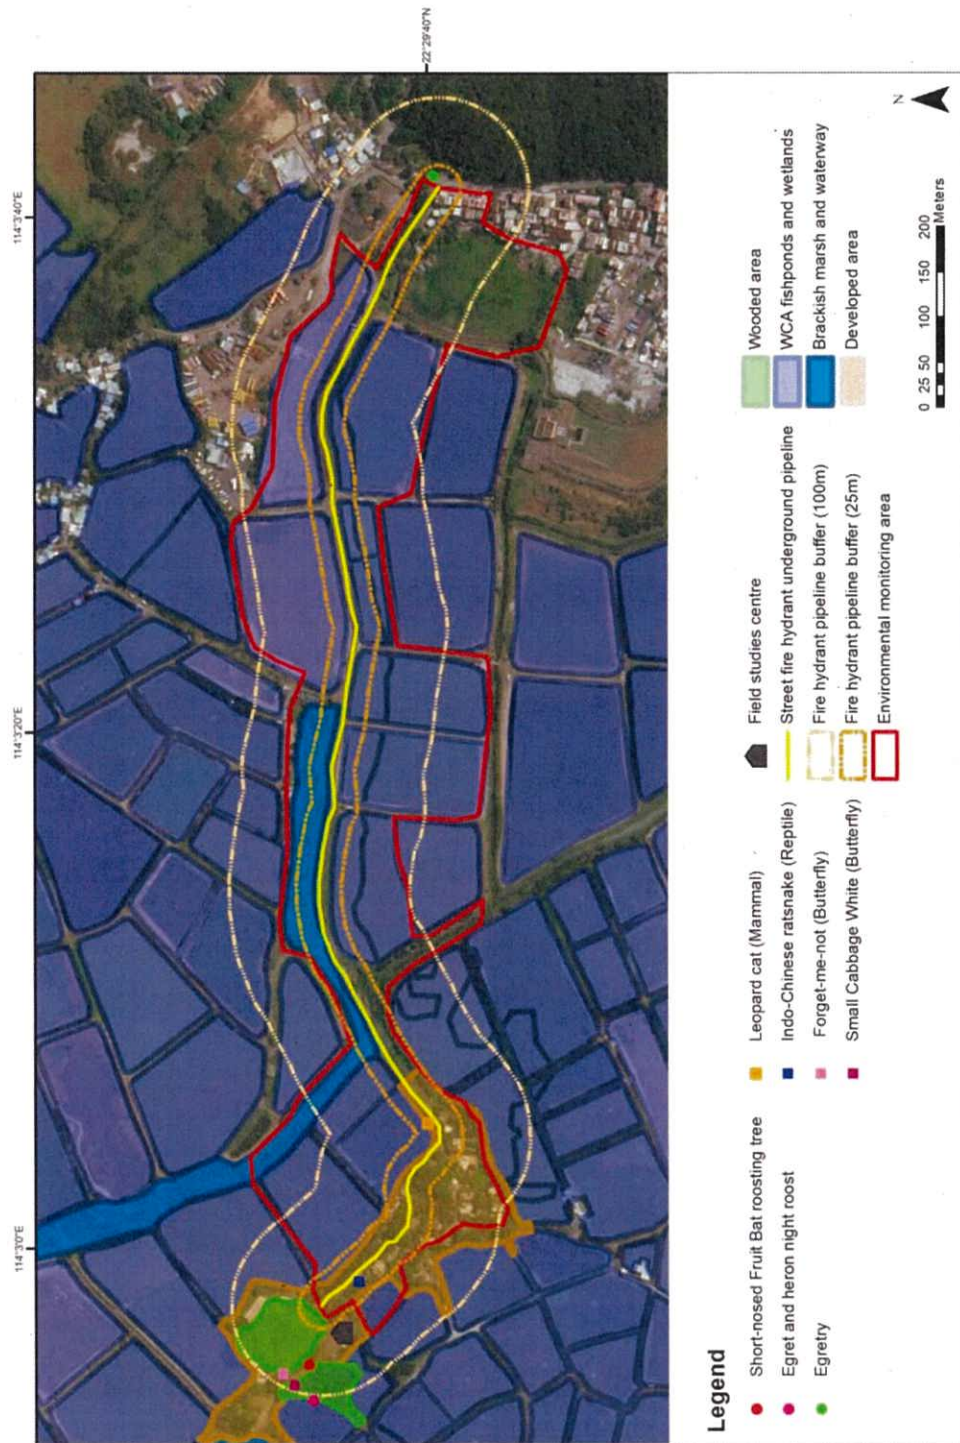 22°29'40"N
114°3'0"E
114°3'20"E
114°3'40"E
Legend
Short-nosed Fruit Bat roosting tree
Egret and heron night roost
Egretry
Leopard cat (Mammal)
Indo-Chinese ratsnake (Reptile)
Forget-me-not (Butterfly)
Small Cabbage White (Butterfly)
Field studies centre
Street fire hydrant underground pipeline
Fire hydrant pipeline buffer (100m)
Fire hydrant pipeline buffer (25m)
Environmental monitoring area
Wooded area
WCA fishponds and wetlands
Brackish marsh and waterway
Developed area
N
0 25 50 100 150 200
Meters